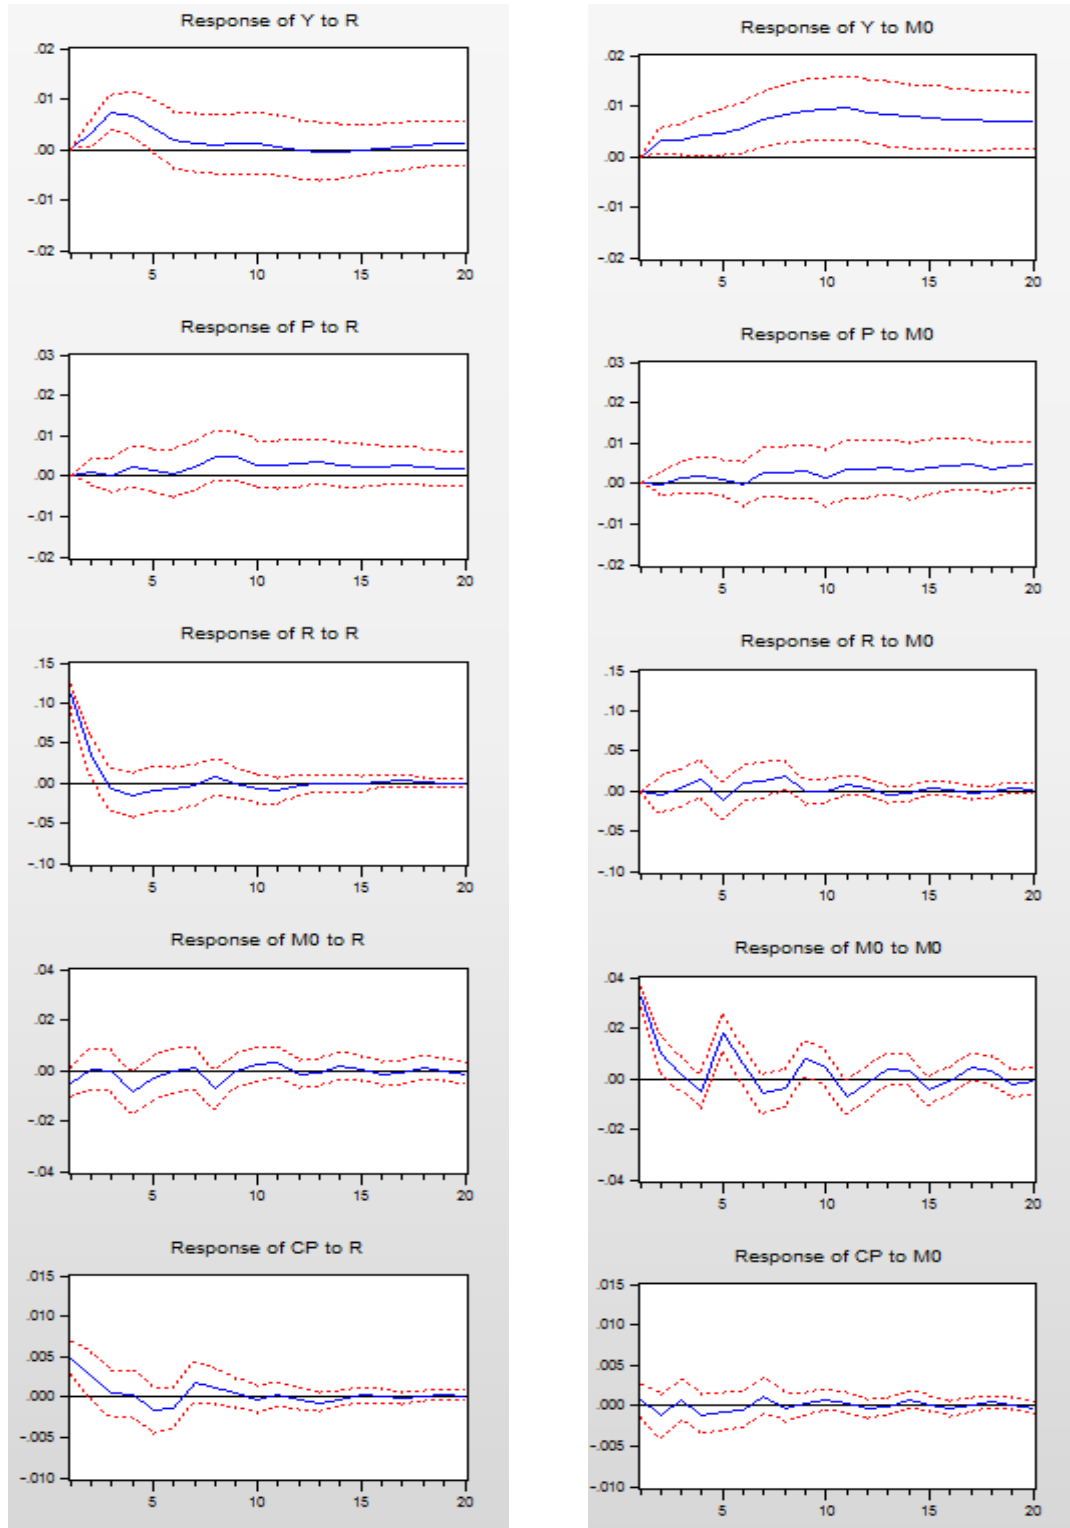 Response of Y to R
.02
.01
.00
-.01
-.02
5 10 15 20
Response of P to R
.03
.02
.01
.00
-.01
-.02
5 10 15 20
Response of R to R
.15
.10
.05
.00
-.05
-.10
5 10 15 20
Response of M0 to R
.04
.02
.00
-.02
-.04
5 10 15 20
Response of CP to R
.015
.010
.005
.000
-.005
-.010
5 10 15 20
Response of Y to M0
.02
.01
.00
-.01
-.02
5 10 15 20
Response of P to M0
.03
.02
.01
.00
-.01
-.02
5 10 15 20
Response of R to M0
.15
.10
.05
.00
-.05
-.10
5 10 15 20
Response of M0 to M0
.04
.02
.00
-.02
-.04
5 10 15 20
Response of CP to M0
.015
.010
.005
.000
-.005
-.010
5 10 15 20